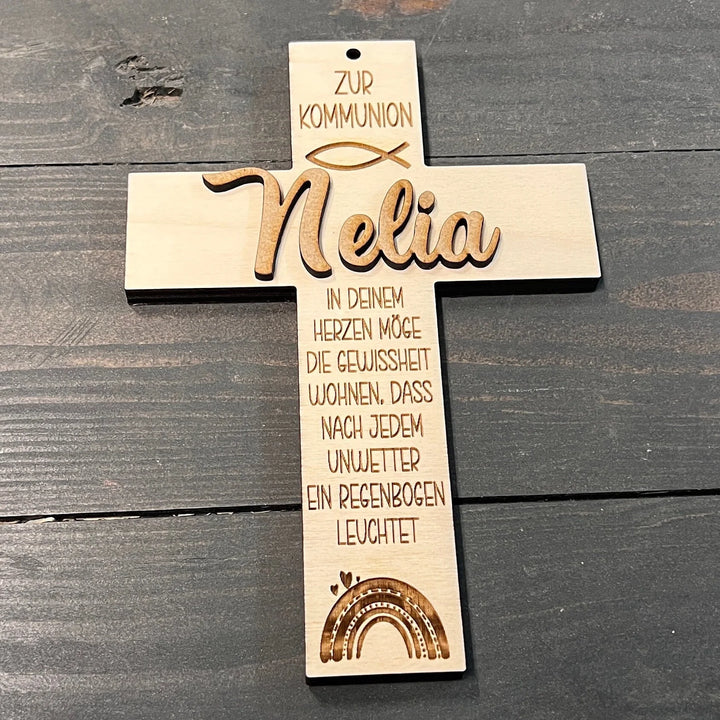 ZUR
KOMMUNION
Nelia
IN DEINEM
HERZEN MÖGE
DIE GEWISSHEIT
WOHNEN, DASS
NACH JEDEM
UNWETTER
EIN REGENBOGEN
LEUCHTET